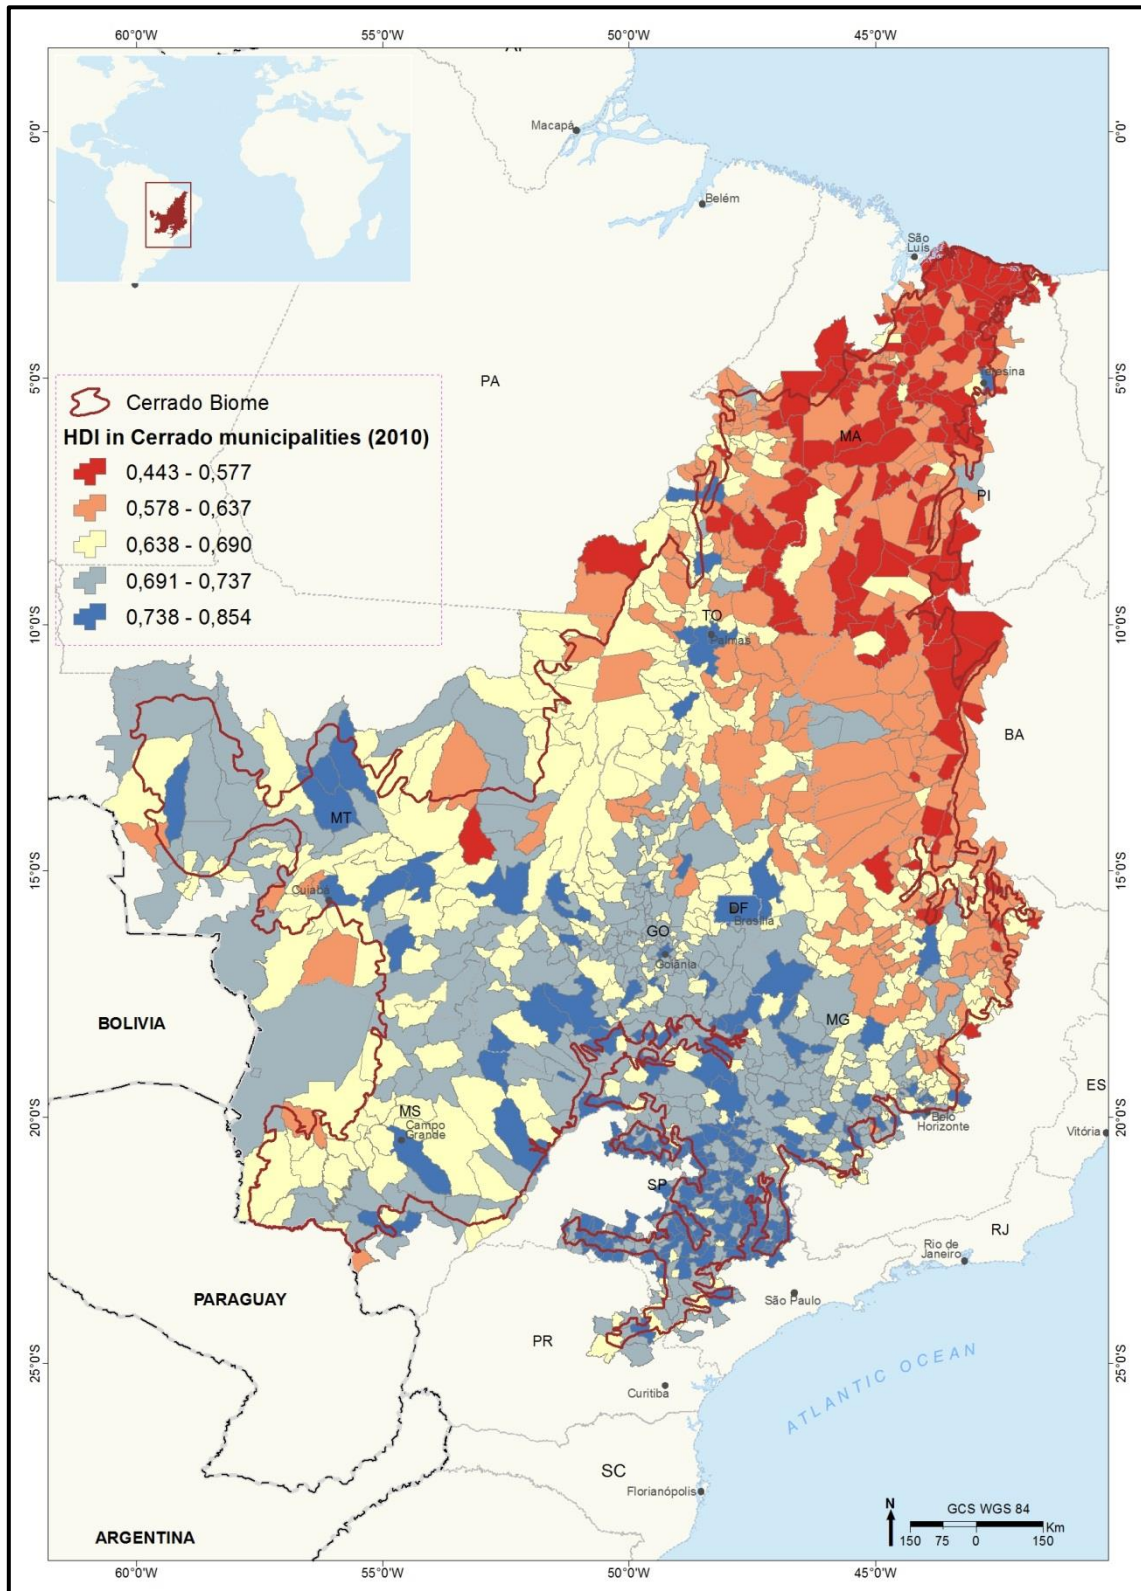 60°0'W 55°0'W 50°0'W 45°0'W
0°0'
5°0'S
10°0'S
15°0'S
20°0'S
25°0'S
0°0'
5°0'S
10°0'S
15°0'S
20°0'S
25°0'S
Macapá
Belém
São
Luís
PA
Cerrado Biome
HDI in Cerrado municipalities (2010)
0,443 - 0,577
0,578 - 0,637
0,638 - 0,690
0,691 - 0,737
0,738 - 0,854
Teresina
MA
PI
TO
Palmas
BA
MT
Cuiabá
DF
Brasília
GO
Goiânia
BOLIVIA
MG
ES
MS
Campo
Grande
Belo
Horizonte
Vitória
SP
RJ
Rio de
Janeiro
PARAGUAY
São Paulo
PR
Curitiba
ATLANTIC OCEAN
SC
Florianópolis
ARGENTINA
N
GCS WGS 84
Km
150 75 0 150
60°0'W 55°0'W 50°0'W 45°0'W